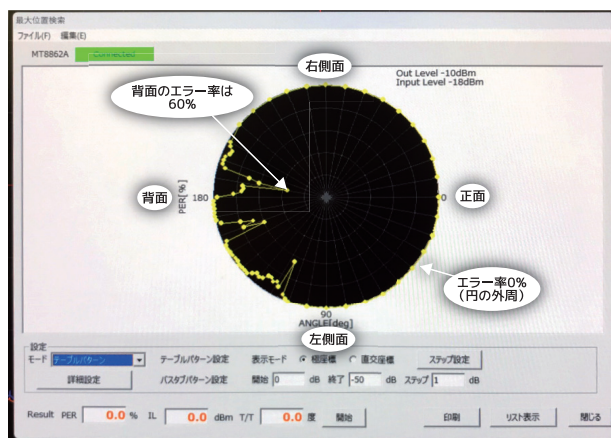 最大位置検索
ファイル(F) 編集(E)
MT8862A Connected
Out Level -10dBm
Input Level -18dBm
右側面
背面のエラー率は
60%
背面
PER[%]
180
0
正面
エラー率0%
(円の外周)
90
ANGLE[deg]
左側面
設定
モード テーブルパターン テーブルパターン設定 表示モード 極座標 直交座標 ステップ設定
詳細設定 バスタブパターン設定 開始 0 dB 終了 -50 dB ステップ 1 dB
Result PER 0.0 % IL 0.0 dBm T/T 0.0 度 開始 印刷 リスト表示 閉じる